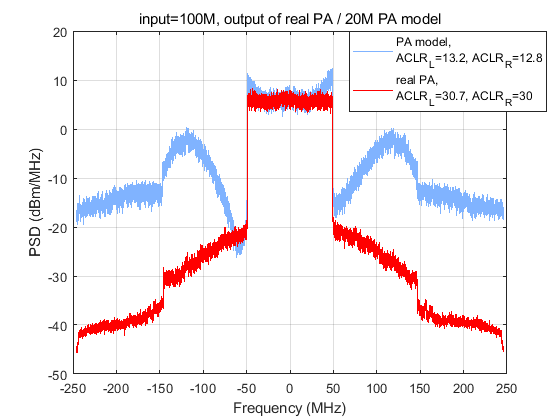 input=100M, output of real PA / 20M PA model
PA model,
ACLR_L=13.2, ACLR_R=12.8
real PA,
ACLR_L=30.7, ACLR_R=30
PSD (dBm/MHz)
20
10
0
-10
-20
-30
-40
-50
-250 -200 -150 -100 -50 0 50 100 150 200 250
Frequency (MHz)